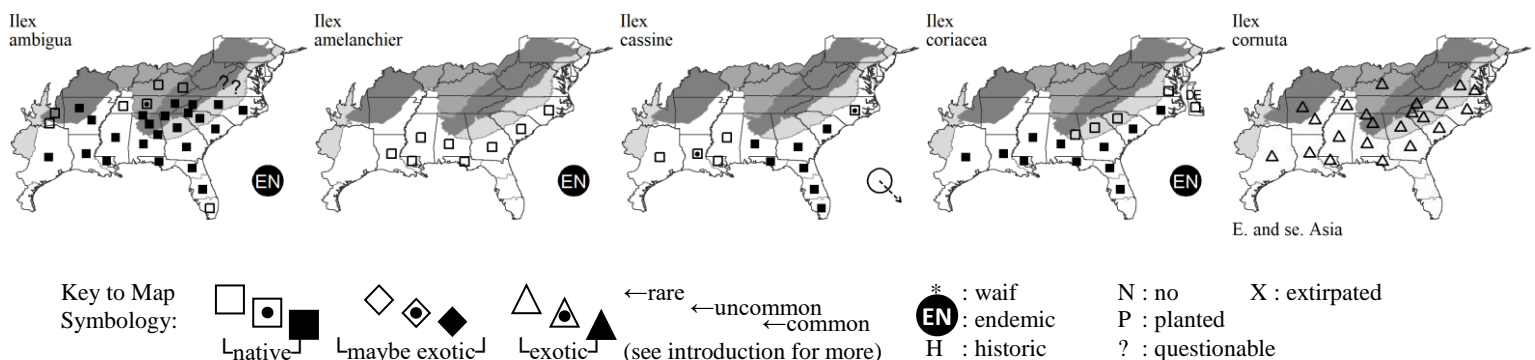 Ilex
ambigua
Ilex
amelanchier
Ilex
cassine
Ilex
coriacea
Ilex
cornuta
? ?
DE
EN
EN
EN
E. and se. Asia
Key to Map
Symbology:
native
maybe exotic
exotic
←rare
←uncommon
←common
(see introduction for more)
* : waif
EN : endemic
H : historic
N : no
P : planted
? : questionable
X : extirpated